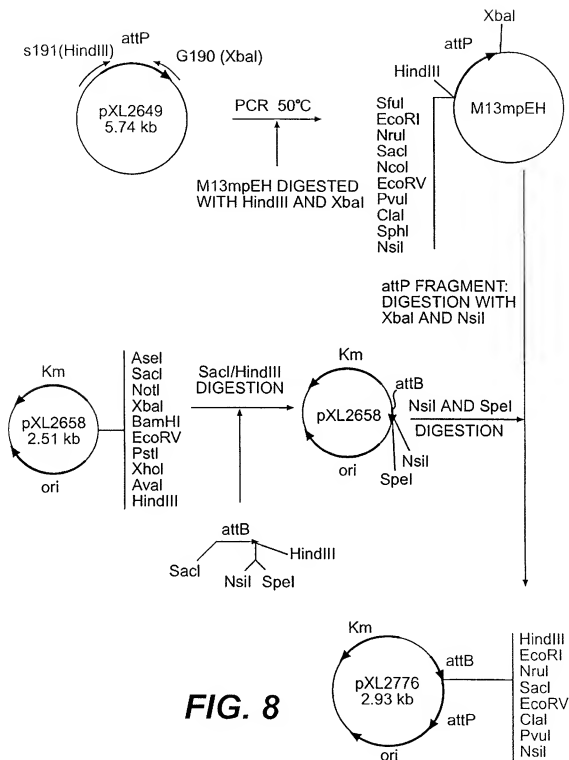 s191(HindIII)
attP
G190 (XbaI)
pXL2649
5.74 kb
PCR 50°C
M13mpEH DIGESTED
WITH HindIII AND XbaI
XbaI
attP
HindIII
M13mpEH
SfuI
EcoRI
NruI
SacI
NcoI
EcoRV
PvuI
ClaI
SphI
NsiI
attP FRAGMENT:
DIGESTION WITH
XbaI AND NsiI
Km
pXL2658
2.51 kb
ori
AseI
SacI
NotI
XbaI
BamHI
EcoRV
PstI
XhoI
AvaI
HindIII
SacI/HindIII
DIGESTION
attB
HindIII
SacI
NsiI SpeI
Km
attB
pXL2658
NsiI
ori
SpeI
NsiI AND SpeI
DIGESTION
Km
attB
pXL2776
2.93 kb
attP
ori
HindIII
EcoRI
NruI
SacI
EcoRV
ClaI
PvuI
NsiI
FIG. 8